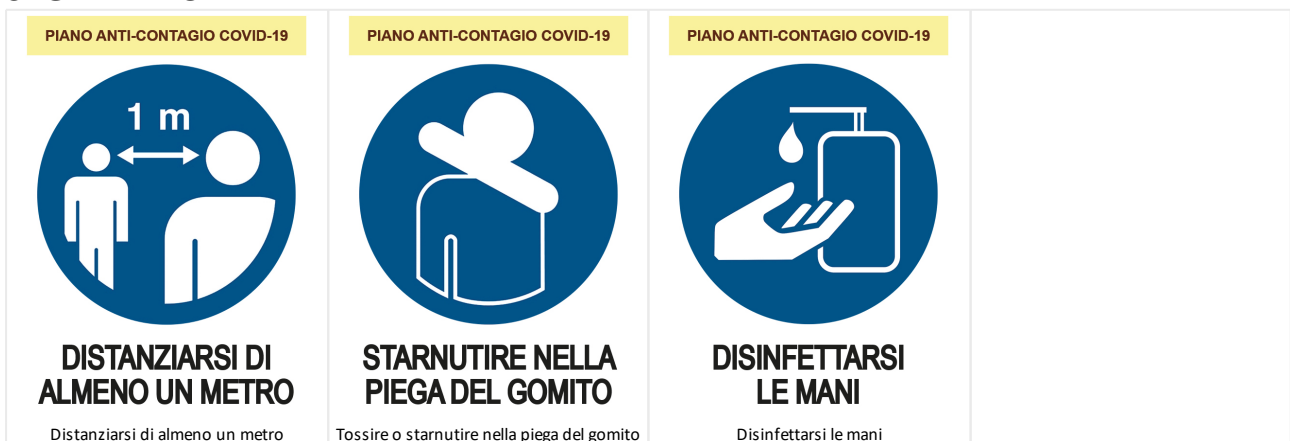 PIANO ANTI-CONTAGIO COVID-19
1 m
DISTANZIARSI DI
ALMENO UN METRO
Distanziarsi di almeno un metro
PIANO ANTI-CONTAGIO COVID-19
STARNUTIRE NELLA
PIEGA DEL GOMITO
Tossire o starnutire nella piega del gomito
PIANO ANTI-CONTAGIO COVID-19
DISINFETTARSI
LE MANI
Disinfettarsi le mani